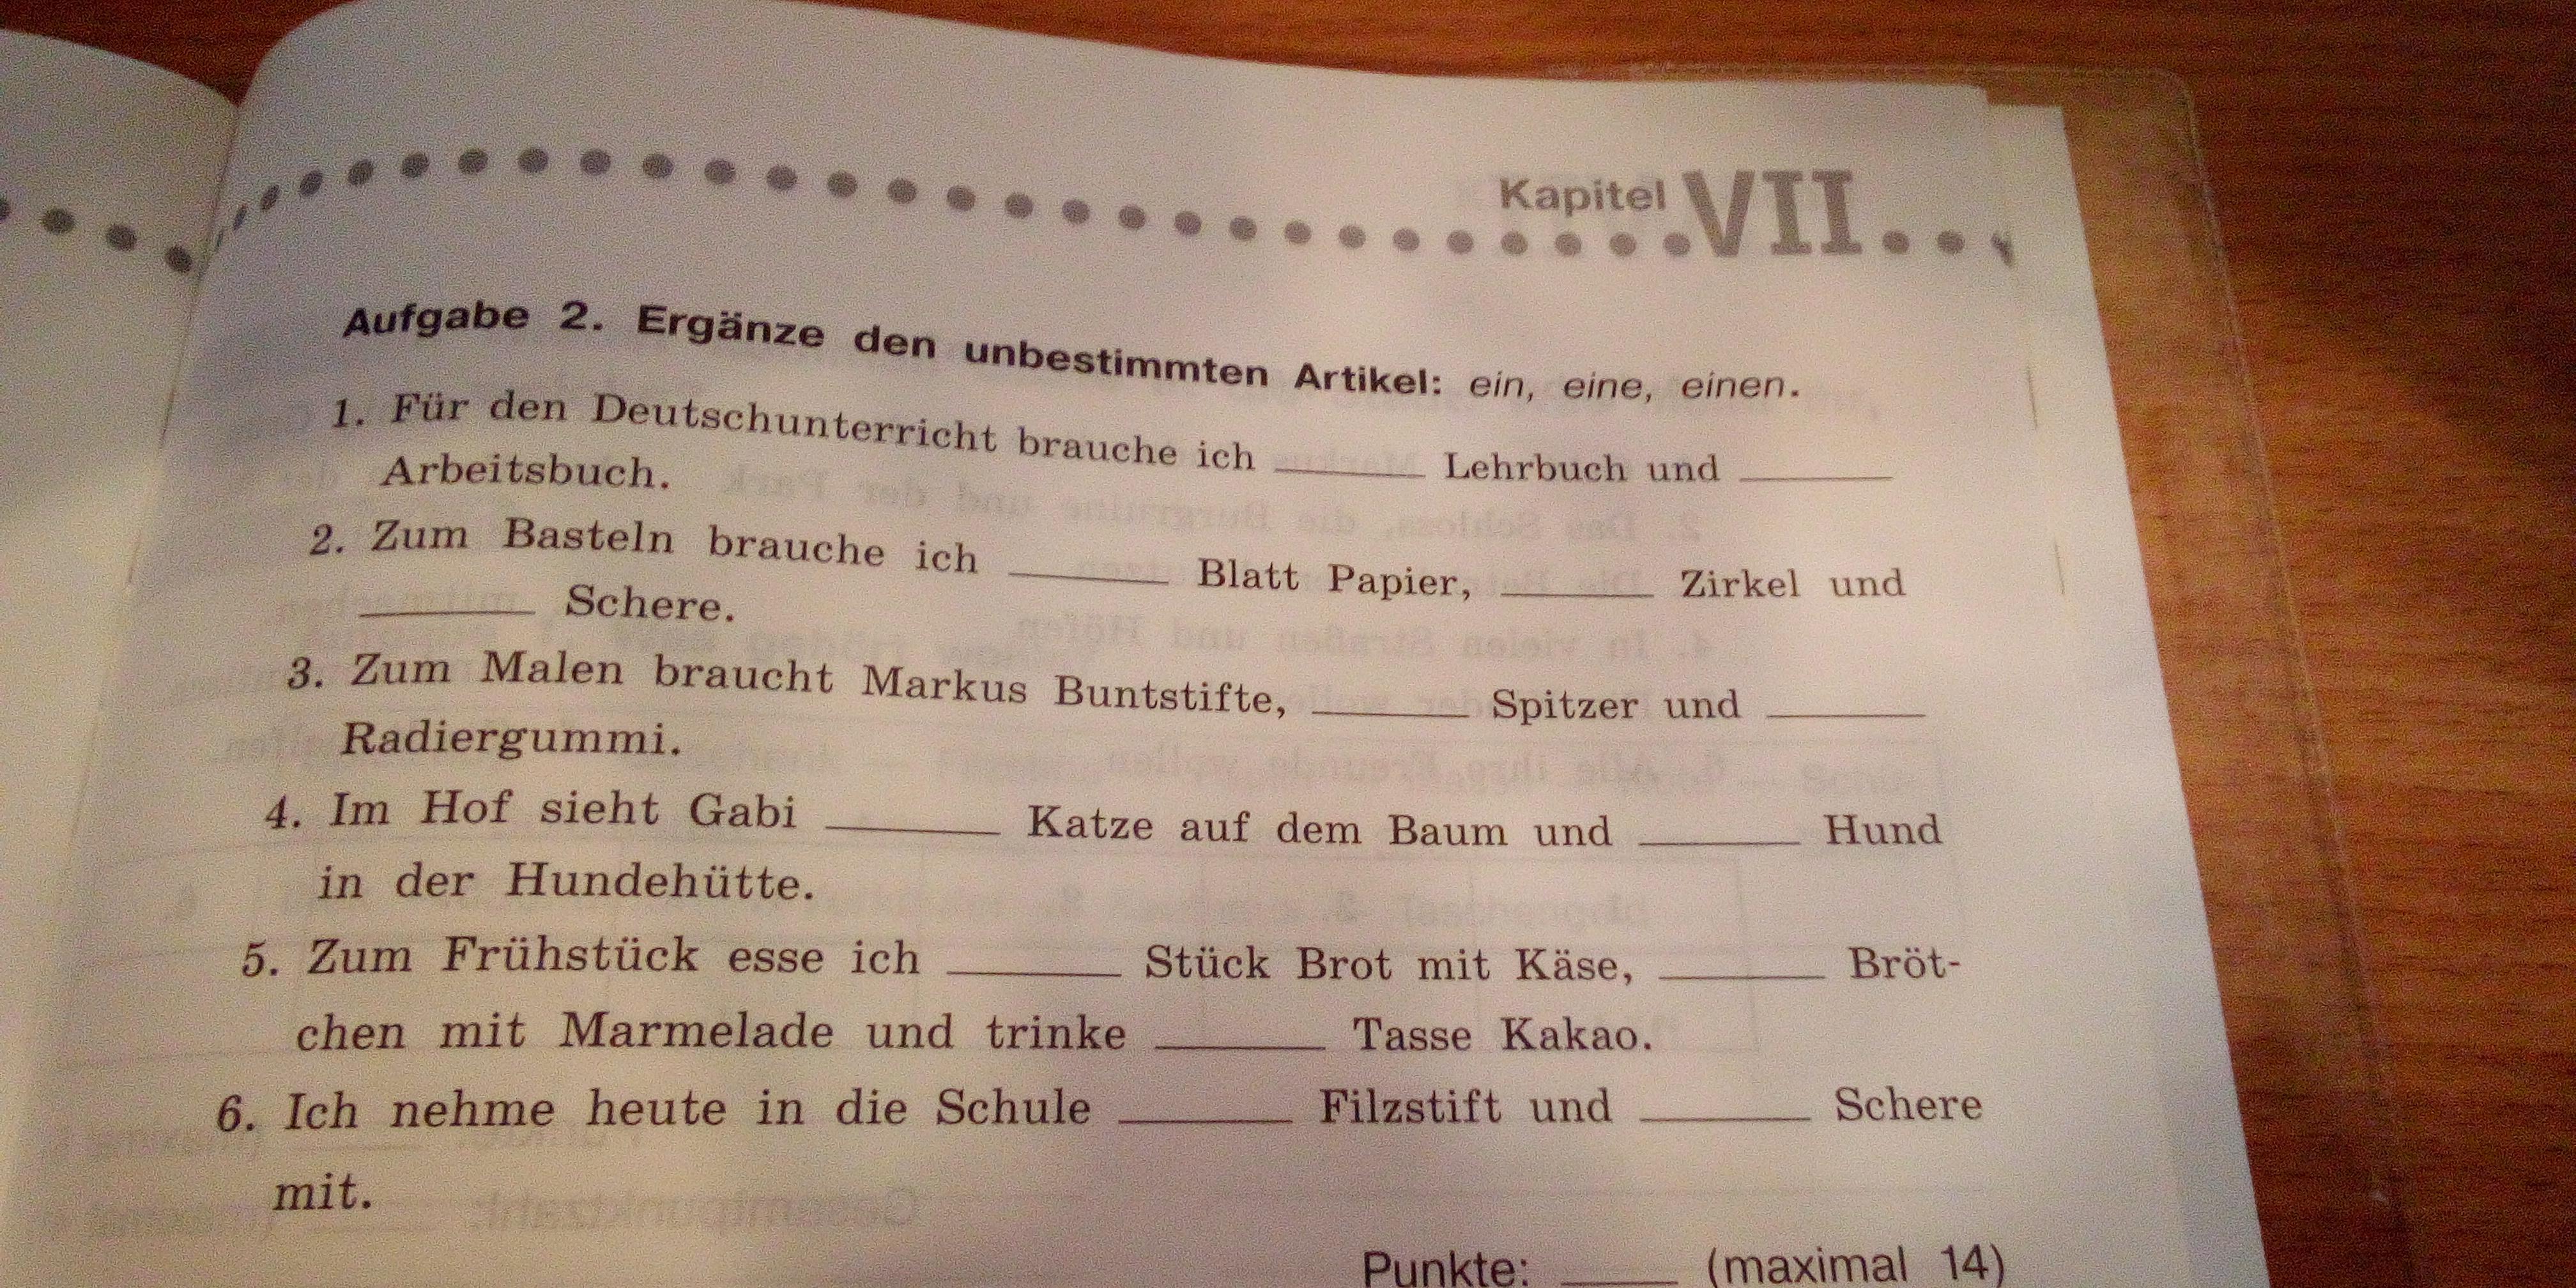 Kapitel VII
Aufgabe 2. Ergänze den unbestimmten Artikel: ein, eine, einen.
1. Für den Deutschunterricht brauche ich ______ Lehrbuch und ______
Arbeitsbuch.
2. Zum Basteln brauche ich ______ Blatt Papier, ______ Zirkel und
______ Schere.
3. Zum Malen braucht Markus Buntstifte, ______ Spitzer und ______
Radiergummi.
4. Im Hof sieht Gabi ______ Katze auf dem Baum und ______ Hund
in der Hundehütte.
5. Zum Frühstück esse ich ______ Stück Brot mit Käse, ______ Bröt-
chen mit Marmelade und trinke ______ Tasse Kakao.
6. Ich nehme heute in die Schule ______ Filzstift und ______ Schere
mit.
Punkte: ____ (maximal 14)